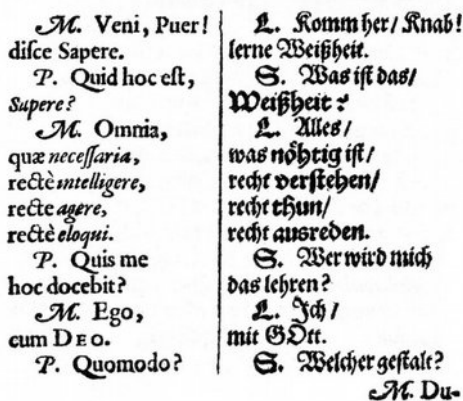 M. Veni, Puer!
diſce Sapere.
P. Quid hoc eſt,
Supere?
M. Omnia,
quæ neceſſaria,
rectè intelligere,
rectè agere,
rectè eloqui.
P. Quis me
hoc docebit?
M. Ego,
cum DEO.
P. Quomodo?
L. Komm her/ Knab!
lerne Weißheit.
S. Was iſt das/
Weißheit?
L. Alles/
was nöhtig iſt/
recht verſtehen/
recht thun/
recht ausreden.
S. Wer wird mich
das lehren?
L. Ich/
mit GOtt.
S. Welcher geſtalt?
M. Du-